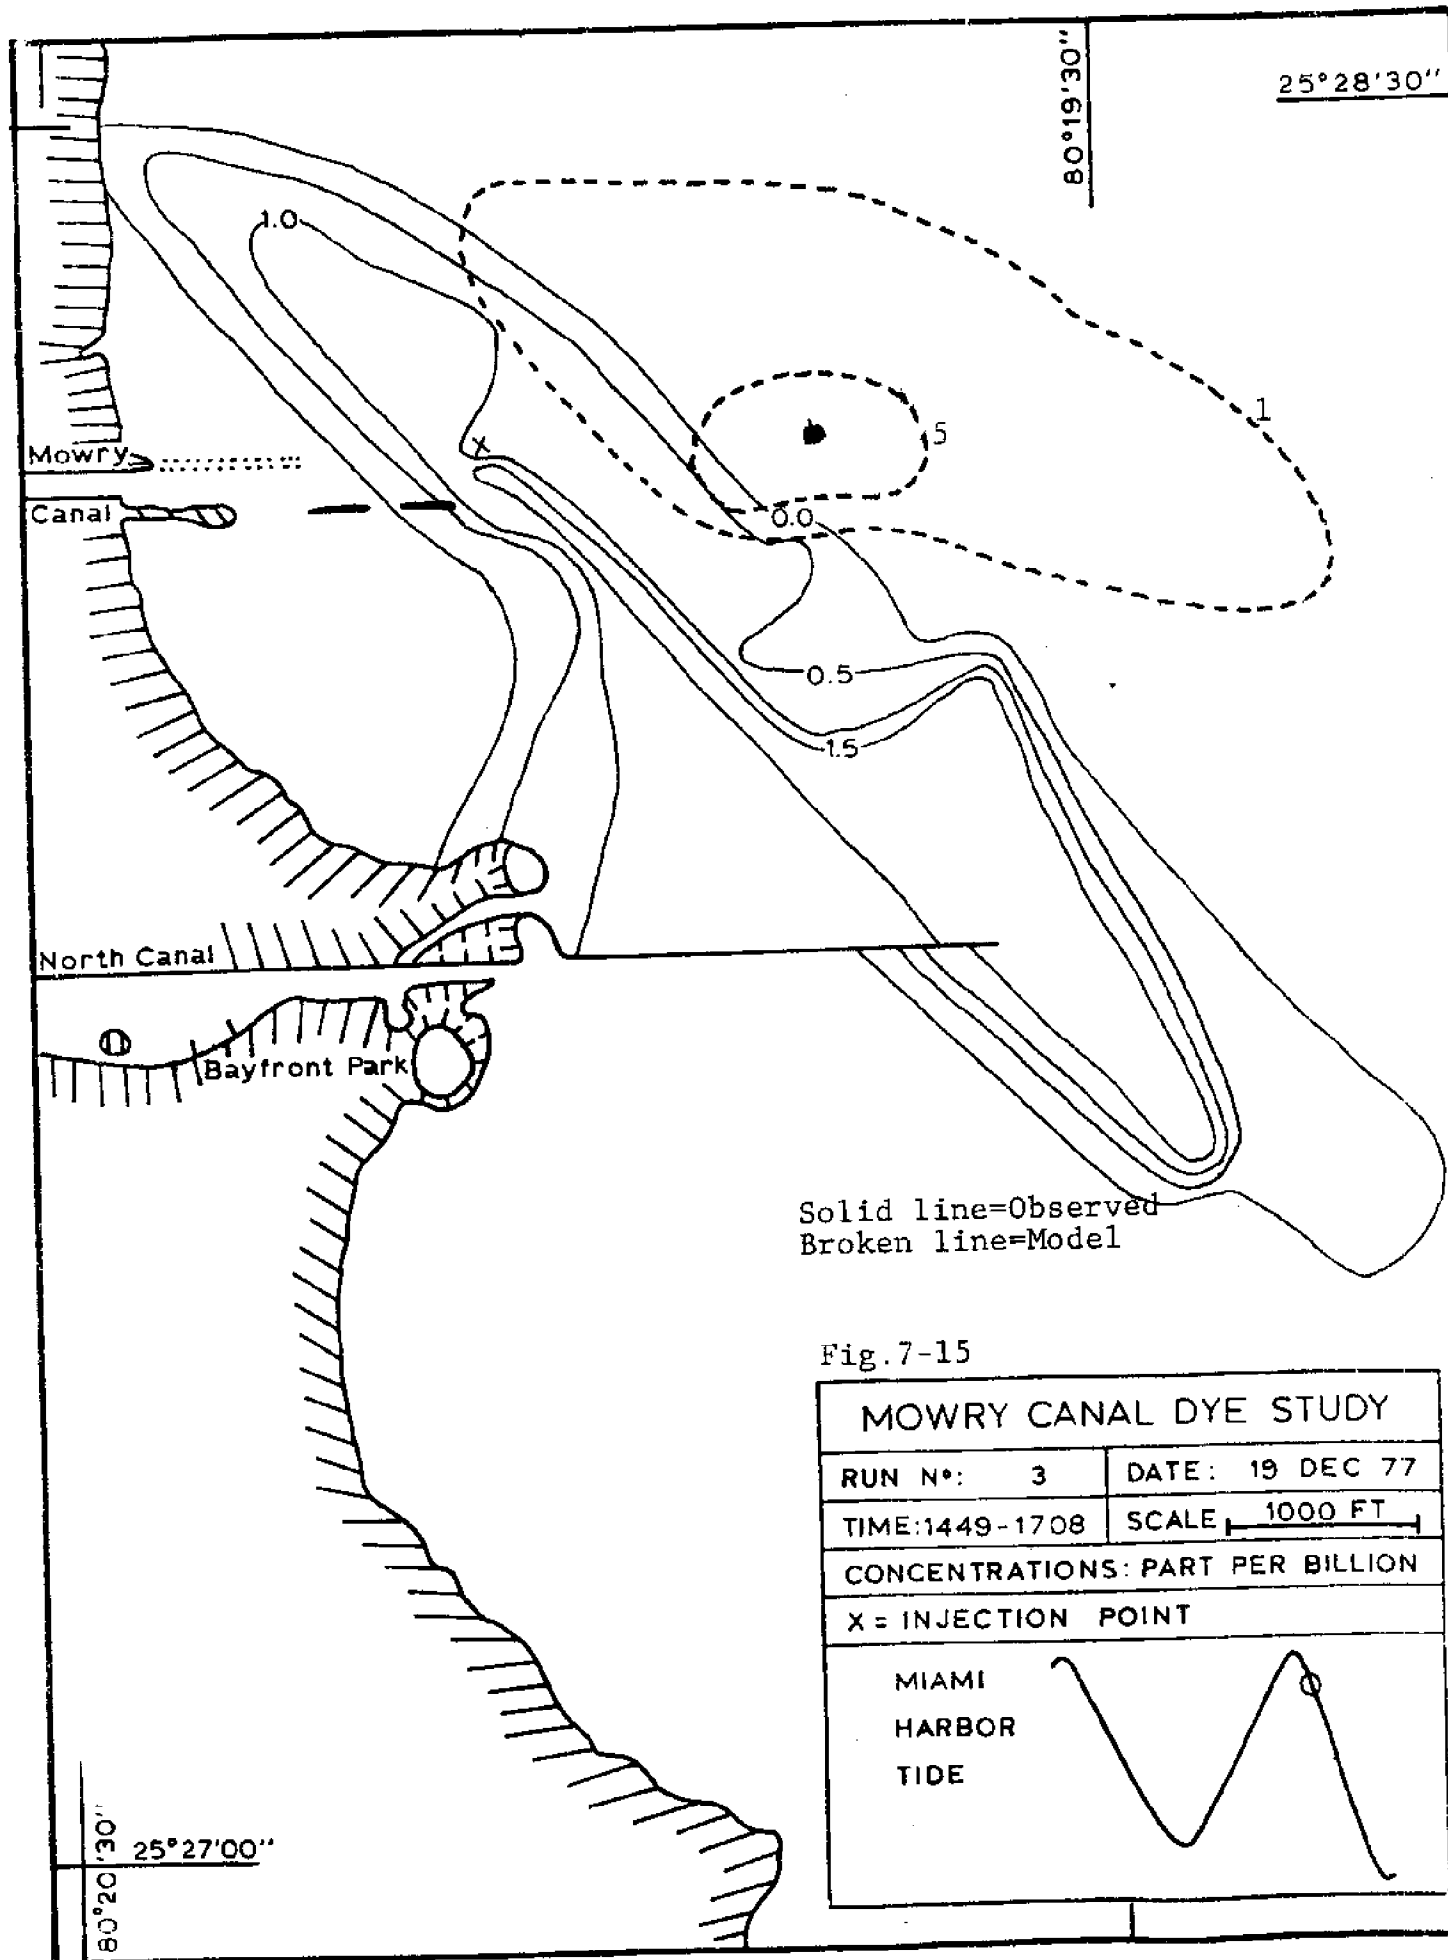 80°19'30"
25°28'30"
1.0
1
5
Mowry
X
Canal
0.0
0.5
1.5
North Canal
Bayfront Park
Solid line=Observed
Broken line=Model
Fig.7-15
MOWRY CANAL DYE STUDY
RUN Nº: 3
DATE: 19 DEC 77
TIME:1449-1708
SCALE 1000 FT
CONCENTRATIONS: PART PER BILLION
X = INJECTION POINT
MIAMI
HARBOR
TIDE
25°27'00"
80°20'30"